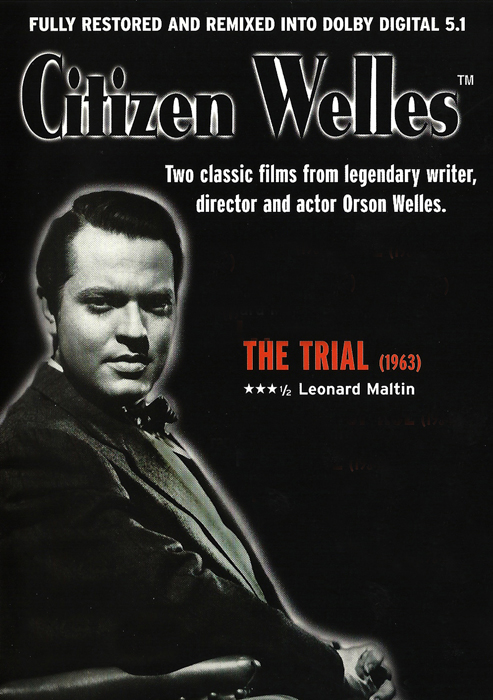 FULLY RESTORED AND REMIXED INTO DOLBY DIGITAL 5.1
Citizen Welles™
Two classic films from legendary writer,
director and actor Orson Welles.
THE TRIAL (1963)
★★★½ Leonard Maltin